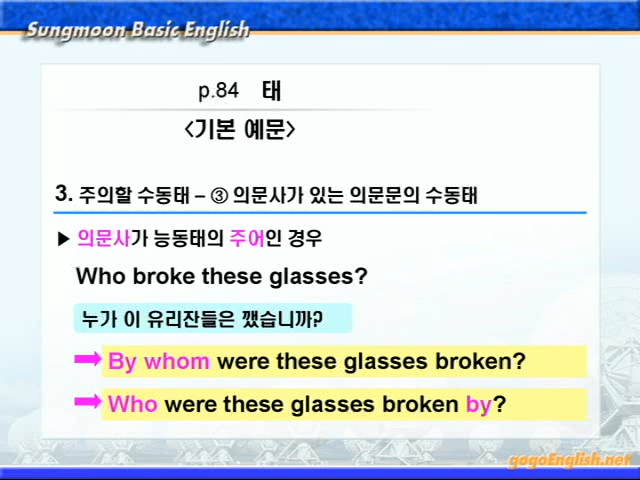 Sungmoon Basic English
p.84 태
<기본 예문>
3. 주의할 수동태 – ③ 의문사가 있는 의문문의 수동태
▶ 의문사가 능동태의 주어인 경우
Who broke these glasses?
누가 이 유리잔들은 깼습니까?
➡ By whom were these glasses broken?
➡ Who were these glasses broken by?
gogoEnglish.net